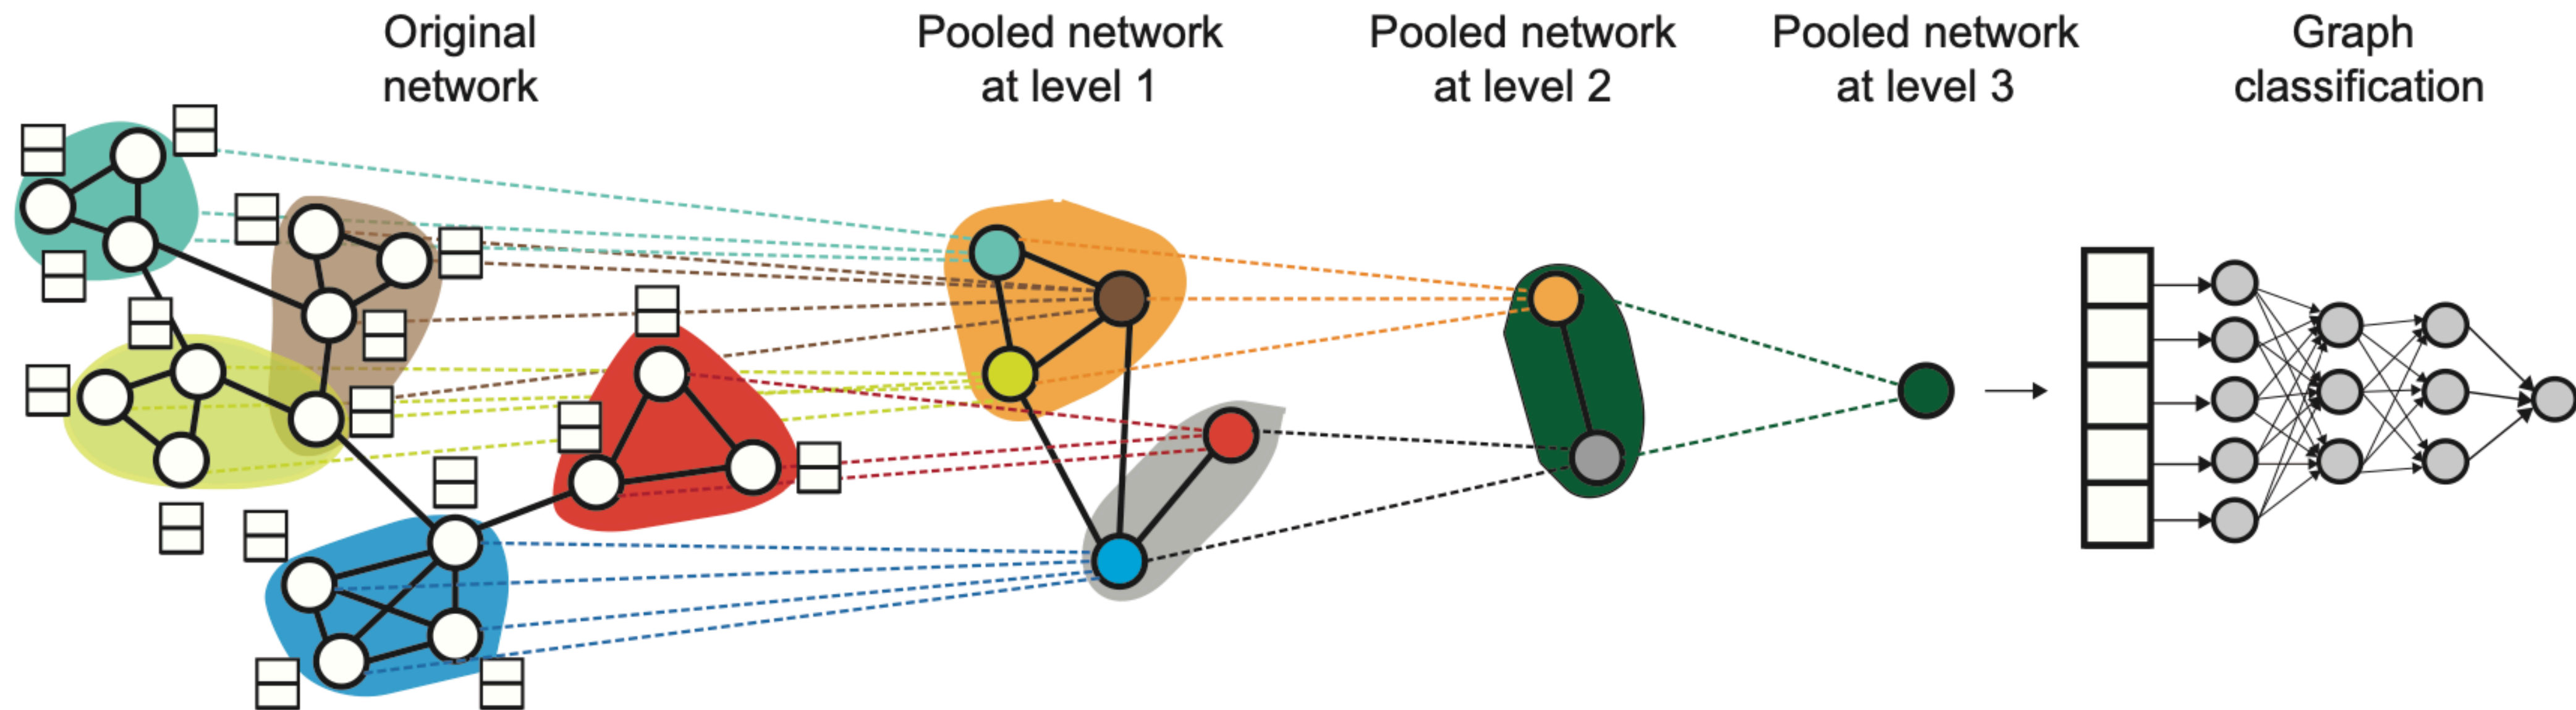 Original
network
Pooled network
at level 1
Pooled network
at level 2
Pooled network
at level 3
Graph
classification